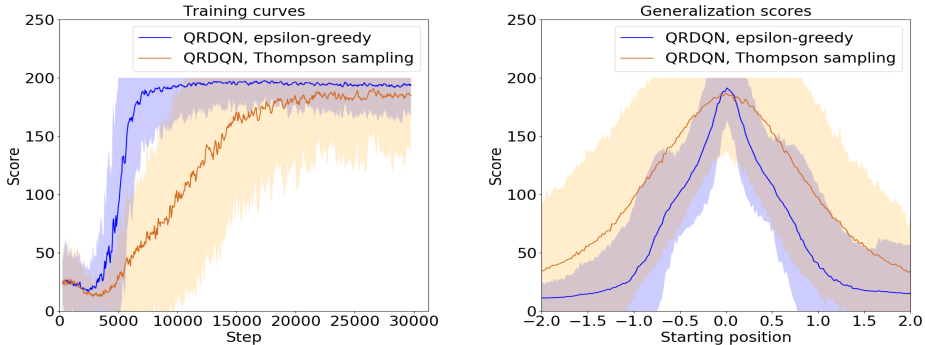 Training curves
QRDQN, epsilon-greedy
QRDQN, Thompson sampling
250
200
150
100
50
0
Score
0 5000 10000 15000 20000 25000 30000
Step
Generalization scores
QRDQN, epsilon-greedy
QRDQN, Thompson sampling
250
200
150
100
50
0
Score
−2.0 −1.5 −1.0 −0.5 0.0 0.5 1.0 1.5 2.0
Starting position